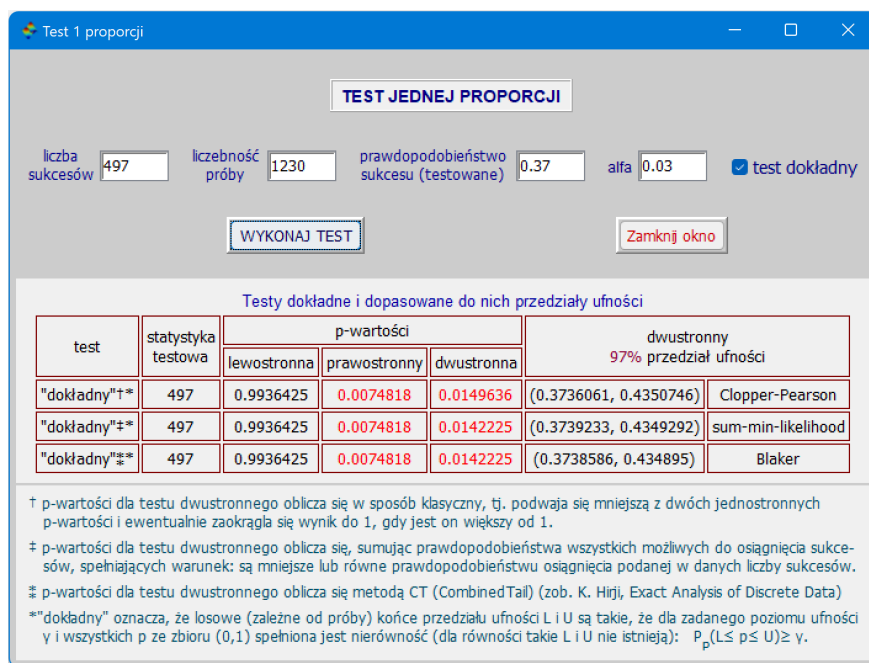 Test 1 proporcji
TEST JEDNEJ PROPORCJI
liczba
sukcesów 497
liczebność
próby 1230
prawdopodobieństwo
sukcesu (testowane) 0.37
alfa 0.03
test dokładny
WYKONAJ TEST
Zamknij okno
Testy dokładne i dopasowane do nich przedziały ufności
test
statystyka
testowa
p-wartości
lewostronna prawostronny dwustronna
dwustronny
97% przedział ufności
"dokładny"†* 497 0.9936425 0.0074818 0.0149636 (0.3736061, 0.4350746) Clopper-Pearson
"dokładny"‡* 497 0.9936425 0.0074818 0.0142225 (0.3739233, 0.4349292) sum-min-likelihood
"dokładny"⁑* 497 0.9936425 0.0074818 0.0142225 (0.3738586, 0.434895) Blaker
† p-wartości dla testu dwustronnego oblicza się w sposób klasyczny, tj. podwaja się mniejszą z dwóch jednostronnych
p-wartości i ewentualnie zaokrągla się wynik do 1, gdy jest on większy od 1.
‡ p-wartości dla testu dwustronnego oblicza się, sumując prawdopodobieństwa wszystkich możliwych do osiągnięcia sukce-
sów, spełniających warunek: są mniejsze lub równe prawdopodobieństwu osiągnięcia podanej w danych liczby sukcesów.
⁑ p-wartości dla testu dwustronnego oblicza się metodą CT (CombinedTail) (zob. K. Hirji, Exact Analysis of Discrete Data)
*"dokładny" oznacza, że losowe (zależne od próby) końce przedziału ufności L i U są takie, że dla zadanego poziomu ufności
γ i wszystkich p ze zbioru (0,1) spełniona jest nierówność (dla równości takie L i U nie istnieją): Pₚ(L≤ p≤ U)≥ γ.